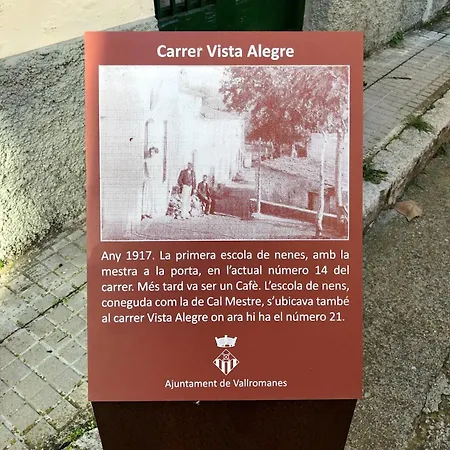 Carrer Vista Alegre
Any 1917. La primera escola de nenes, amb la
mestra a la porta, en l'actual número 14 del
carrer. Més tard va ser un Cafè. L'escola de nens,
coneguda com la de Cal Mestre, s'ubicava també
al carrer Vista Alegre on ara hi ha el número 21.
Ajuntament de Vallromanes